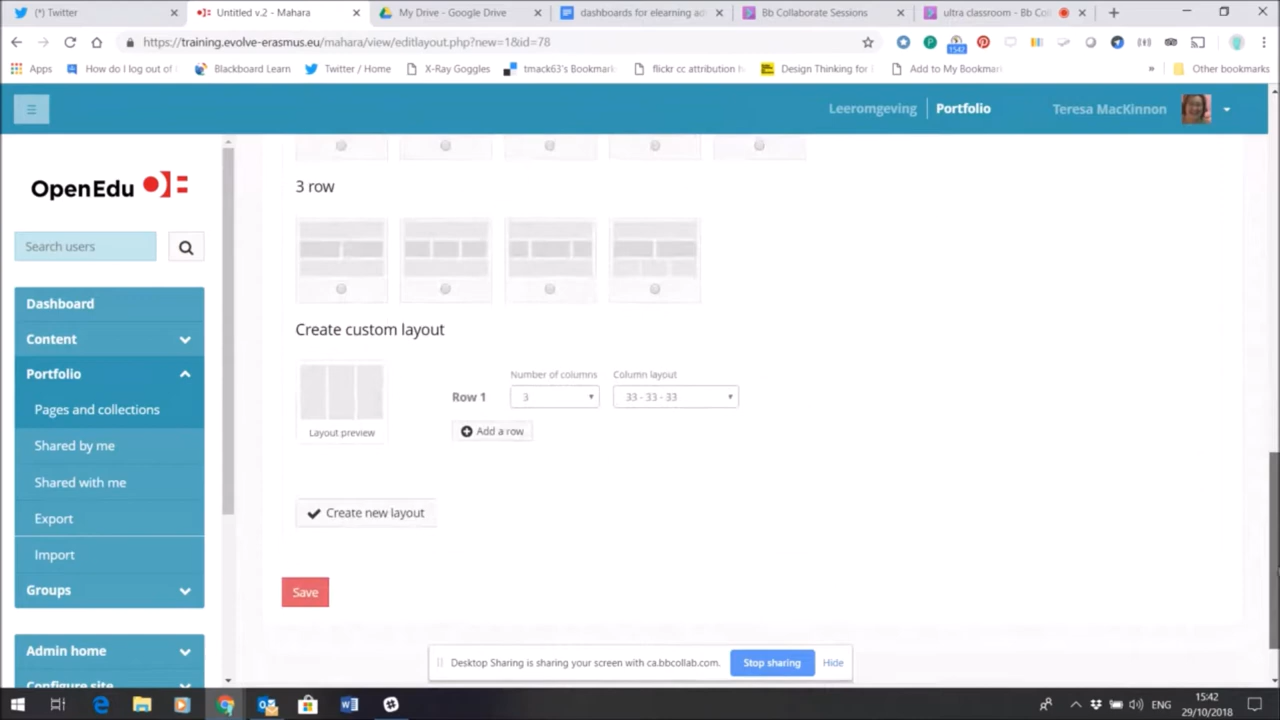 (*) Twitter
Untitled v.2 - Mahara
My Drive - Google Drive
dashboards for elearning ad
Bb Collaborate Sessions
ultra classroom - Bb Col
https://training.evolve-erasmus.eu/mahara/view/editlayout.php?new=1&id=78
1542
Apps
How do I log out of
Blackboard Learn
Twitter / Home
X-Ray Goggles
tmack63's Bookmark
flickr cc attribution h
Design Thinking for
Add to My Bookmar
» Other bookmarks
Leeromgeving Portfolio Teresa MacKinnon
OpenEdu
Search users
Dashboard
Content
Portfolio
Pages and collections
Shared by me
Shared with me
Export
Import
Groups
Admin home
Configure site
3 row
Create custom layout
Number of columns Column layout
Row 1 3 33 - 33 - 33
Layout preview
Add a row
Create new layout
Save
Desktop Sharing is sharing your screen with ca.bbcollab.com. Stop sharing Hide
ENG
15:42
29/10/2018